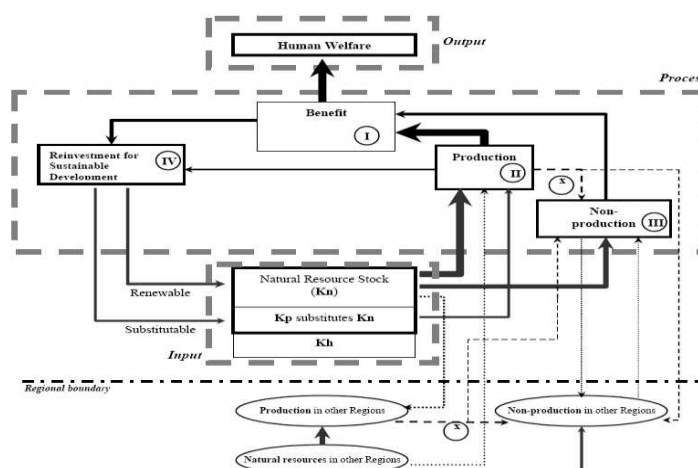 Human Welfare
Output
Process
Benefit
I
Reinvestment for
Sustainable
Development
IV
Production
II
x
Non-
production
III
Natural Resource Stock
(Kn)
Renewable
Kp substitutes Kn
Substitutable
Kh
Input
Regional boundary
Production in other Regions
x
Non-production in other Regions
Natural resources in other Regions